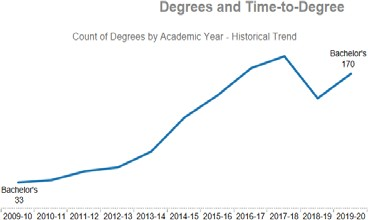 Degrees and Time-to-Degree
Count of Degrees by Academic Year - Historical Trend
Bachelor's
170
Bachelor's
33
2009-10 2010-11 2011-12 2012-13 2013-14 2014-15 2015-16 2016-17 2017-18 2018-19 2019-20